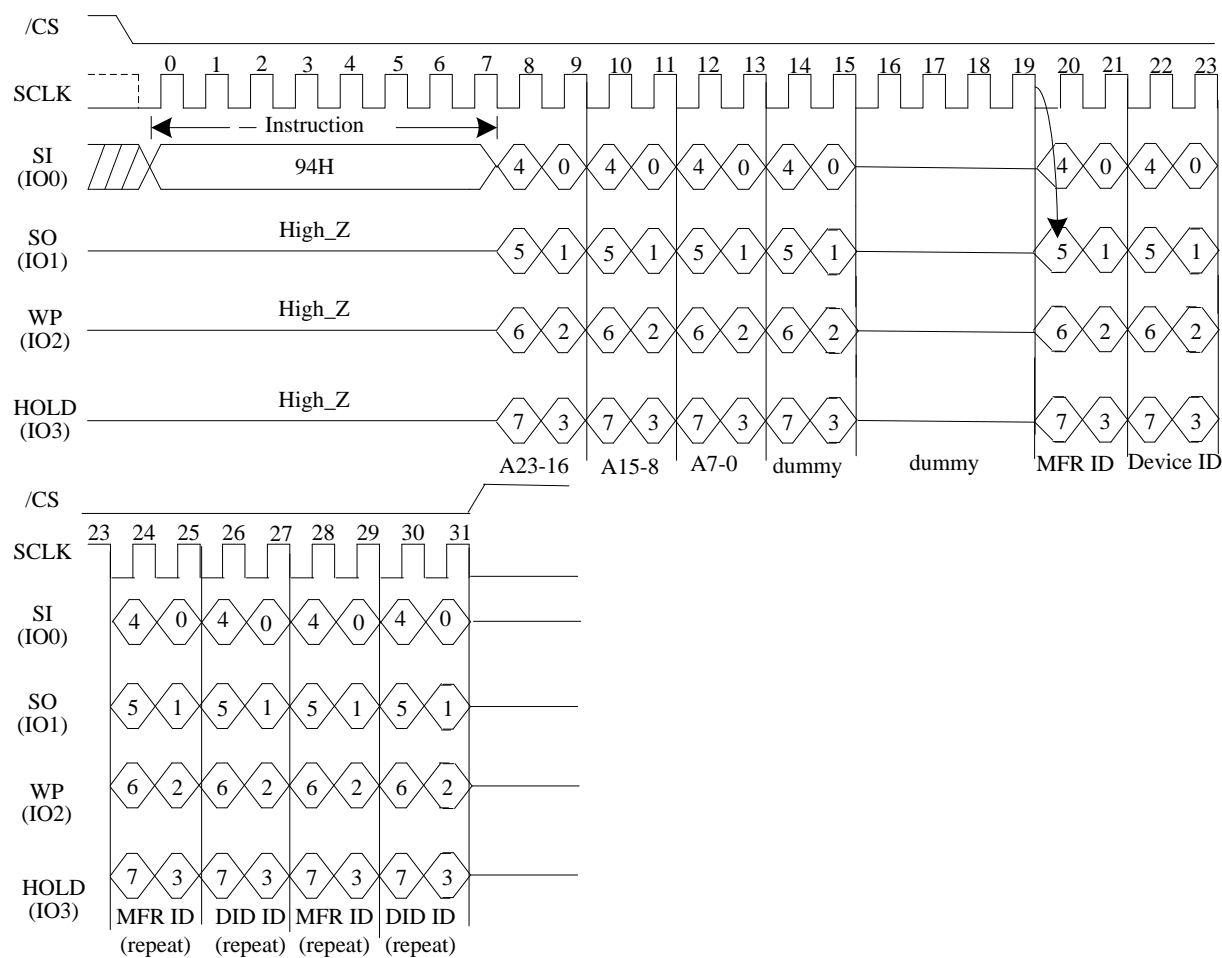 /CS
0 1 2 3 4 5 6 7 8 9 10 11 12 13 14 15 16 17 18 19 20 21 22 23
SCLK
Instruction
SI
(IO0)
94H
4 0 4 0 4 0 4 0 4 0 4 0
SO
(IO1)
High_Z
5 1 5 1 5 1 5 1 5 1 5 1
WP
(IO2)
High_Z
6 2 6 2 6 2 6 2 6 2 6 2
HOLD
(IO3)
High_Z
7 3 7 3 7 3 7 3 7 3 7 3
A23-16 A15-8 A7-0 dummy dummy MFR ID Device ID
/CS
23 24 25 26 27 28 29 30 31
SCLK
SI
(IO0)
4 0 4 0 4 0 4 0
SO
(IO1)
5 1 5 1 5 1 5 1
WP
(IO2)
6 2 6 2 6 2 6 2
HOLD
(IO3)
7 3 7 3 7 3 7 3
MFR ID DID ID MFR ID DID ID
(repeat) (repeat) (repeat) (repeat)